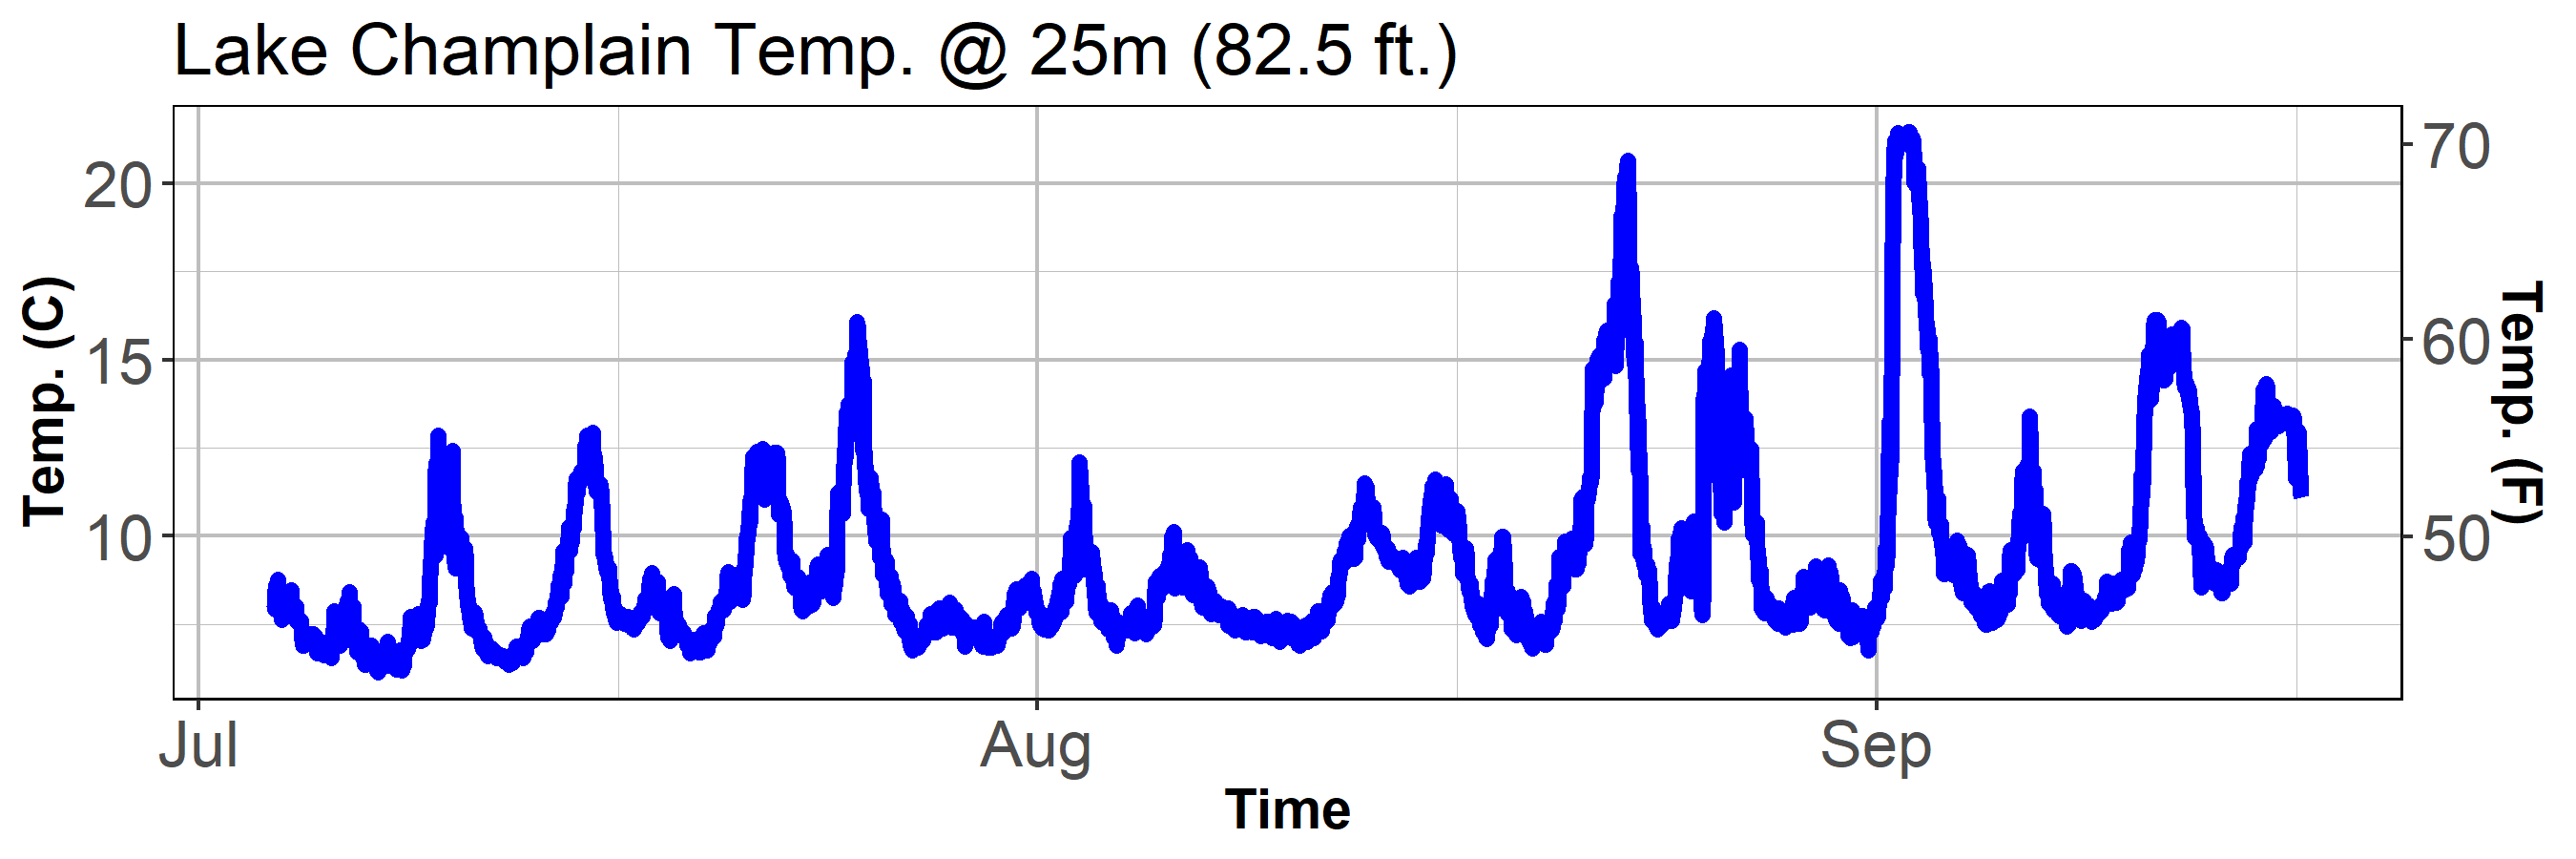 Lake Champlain Temp. @ 25m (82.5 ft.)
Temp. (C)
20
15
10
70
60
50
Temp. (F)
Jul Aug Sep
Time